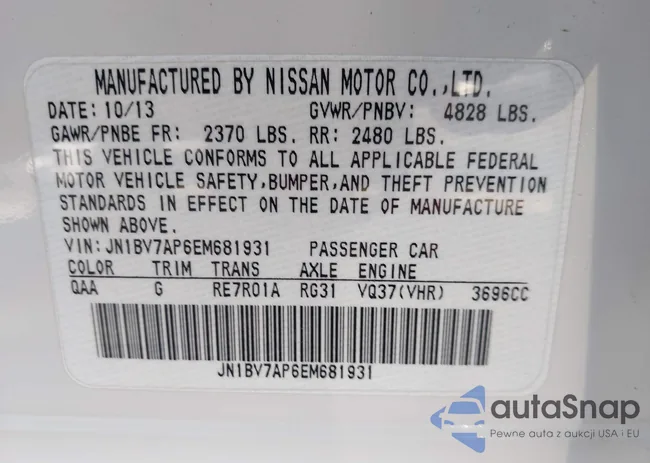 MANUFACTURED BY NISSAN MOTOR CO.,LTD.
DATE: 10/13 GVWR/PNBV: 4828 LBS.
GAWR/PNBE FR: 2370 LBS. RR: 2480 LBS.
THIS VEHICLE CONFORMS TO ALL APPLICABLE FEDERAL
MOTOR VEHICLE SAFETY,BUMPER,AND THEFT PREVENTION
STANDARDS IN EFFECT ON THE DATE OF MANUFACTURE
SHOWN ABOVE.
VIN: JN1BV7AP6EM681931 PASSENGER CAR
COLOR TRIM TRANS AXLE ENGINE
QAA G RE7R01A RG31 VQ37(VHR) 3696CC
JN1BV7AP6EM681931
autaSnap
Pewne auta z aukcji USA i EU